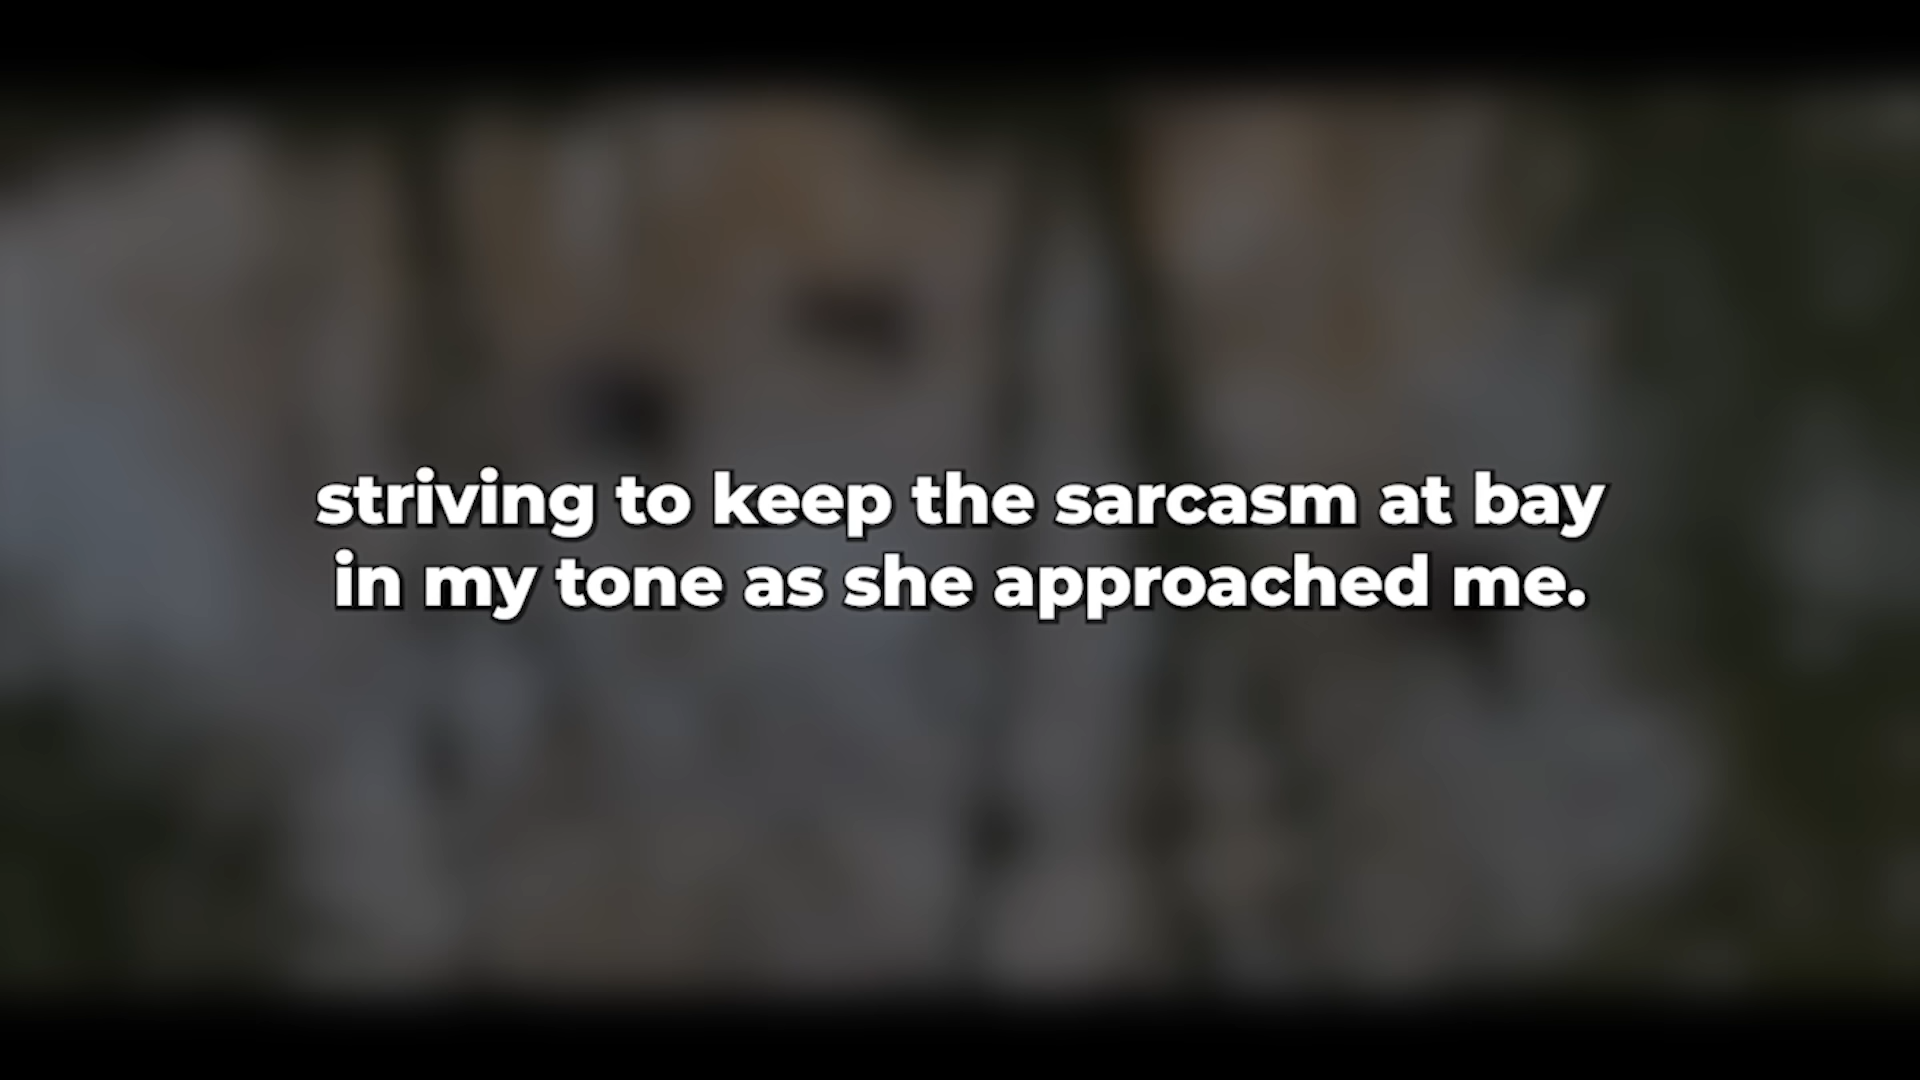 striving to keep the sarcasm at bay
in my tone as she approached me.